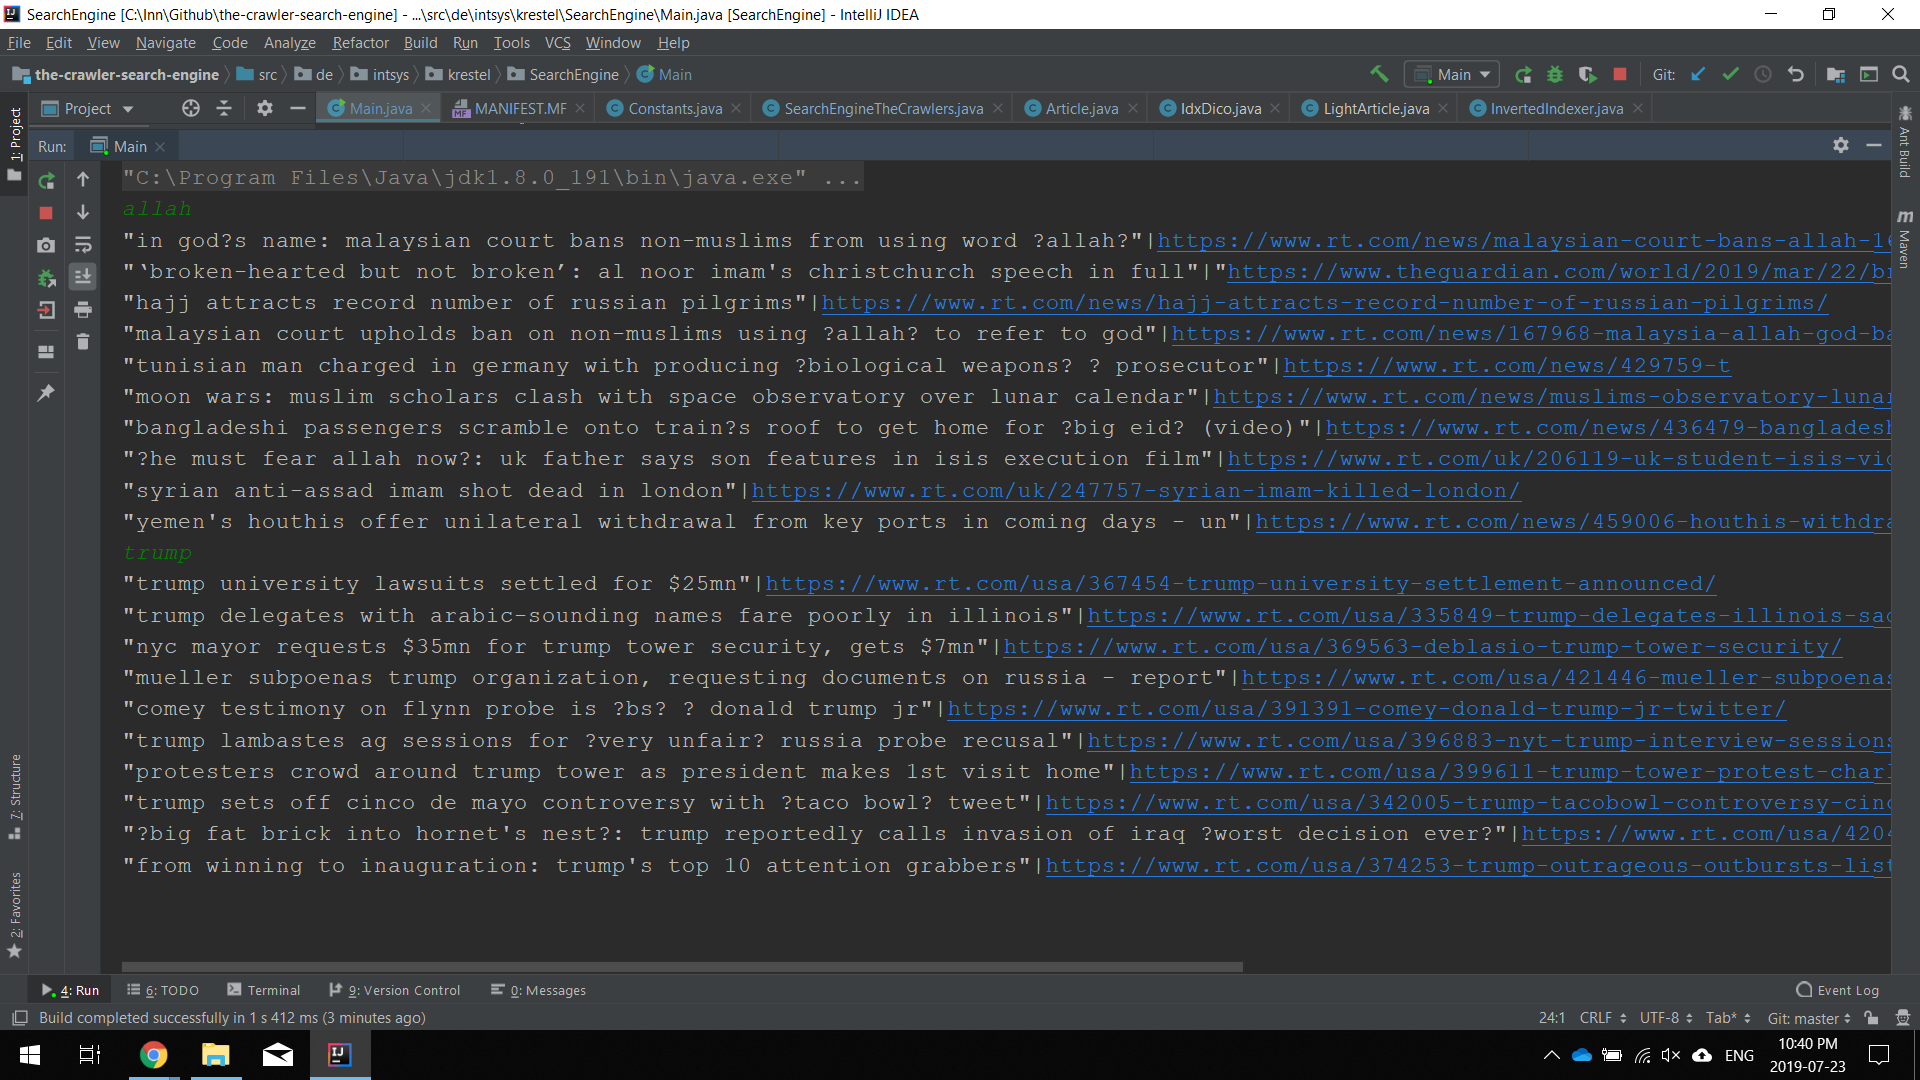 SearchEngine [C:\Inn\Github\the-crawler-search-engine] - ...\src\de\intsys\krestel\SearchEngine\Main.java [SearchEngine] - IntelliJ IDEA
File Edit View Navigate Code Analyze Refactor Build Run Tools VCS Window Help
the-crawler-search-engine src de intsys krestel SearchEngine Main Main Git:
1: Project Project Main.java MANIFEST.MF Constants.java SearchEngineTheCrawlers.java Article.java IdxDico.java LightArticle.java InvertedIndexer.java Ant Build
Run: Main
"C:\Program Files\Java\jdk1.8.0_191\bin\java.exe" ...
allah
"in god?s name: malaysian court bans non-muslims from using word ?allah?"|https://www.rt.com/news/malaysian-court-bans-allah-16
"‘broken-hearted but not broken’: al noor imam's christchurch speech in full"|"https://www.theguardian.com/world/2019/mar/22/br
"hajj attracts record number of russian pilgrims"|https://www.rt.com/news/hajj-attracts-record-number-of-russian-pilgrims/
"malaysian court upholds ban on non-muslims using ?allah? to refer to god"|https://www.rt.com/news/167968-malaysia-allah-god-ba
"tunisian man charged in germany with producing ?biological weapons? ? prosecutor"|https://www.rt.com/news/429759-t
"moon wars: muslim scholars clash with space observatory over lunar calendar"|https://www.rt.com/news/muslims-observatory-lunar
"bangladeshi passengers scramble onto train?s roof to get home for ?big eid? (video)"|https://www.rt.com/news/436479-bangladesh
"?he must fear allah now?: uk father says son features in isis execution film"|https://www.rt.com/uk/206119-uk-student-isis-vid
"syrian anti-assad imam shot dead in london"|https://www.rt.com/uk/247757-syrian-imam-killed-london/
"yemen's houthis offer unilateral withdrawal from key ports in coming days - un"|https://www.rt.com/news/459006-houthis-withdra
trump
"trump university lawsuits settled for $25mn"|https://www.rt.com/usa/367454-trump-university-settlement-announced/
"trump delegates with arabic-sounding names fare poorly in illinois"|https://www.rt.com/usa/335849-trump-delegates-illinois-sac
"nyc mayor requests $35mn for trump tower security, gets $7mn"|https://www.rt.com/usa/369563-deblasio-trump-tower-security/
"mueller subpoenas trump organization, requesting documents on russia - report"|https://www.rt.com/usa/421446-mueller-subpoenas
"comey testimony on flynn probe is ?bs? ? donald trump jr"|https://www.rt.com/usa/391391-comey-donald-trump-jr-twitter/
"trump lambastes ag sessions for ?very unfair? russia probe recusal"|https://www.rt.com/usa/396883-nyt-trump-interview-sessions
"protesters crowd around trump tower as president makes 1st visit home"|https://www.rt.com/usa/399611-trump-tower-protest-charl
"trump sets off cinco de mayo controversy with ?taco bowl? tweet"|https://www.rt.com/usa/342005-trump-tacobowl-controversy-cinc
"?big fat brick into hornet's nest?: trump reportedly calls invasion of iraq ?worst decision ever?"|https://www.rt.com/usa/4204
"from winning to inauguration: trump's top 10 attention grabbers"|https://www.rt.com/usa/374253-trump-outrageous-outbursts-list
Maven
7: Structure
2: Favorites
4: Run 6: TODO Terminal 9: Version Control 0: Messages Event Log
Build completed successfully in 1 s 412 ms (3 minutes ago) 24:1 CRLF UTF-8 Tab* Git: master
ENG 10:40 PM
2019-07-23